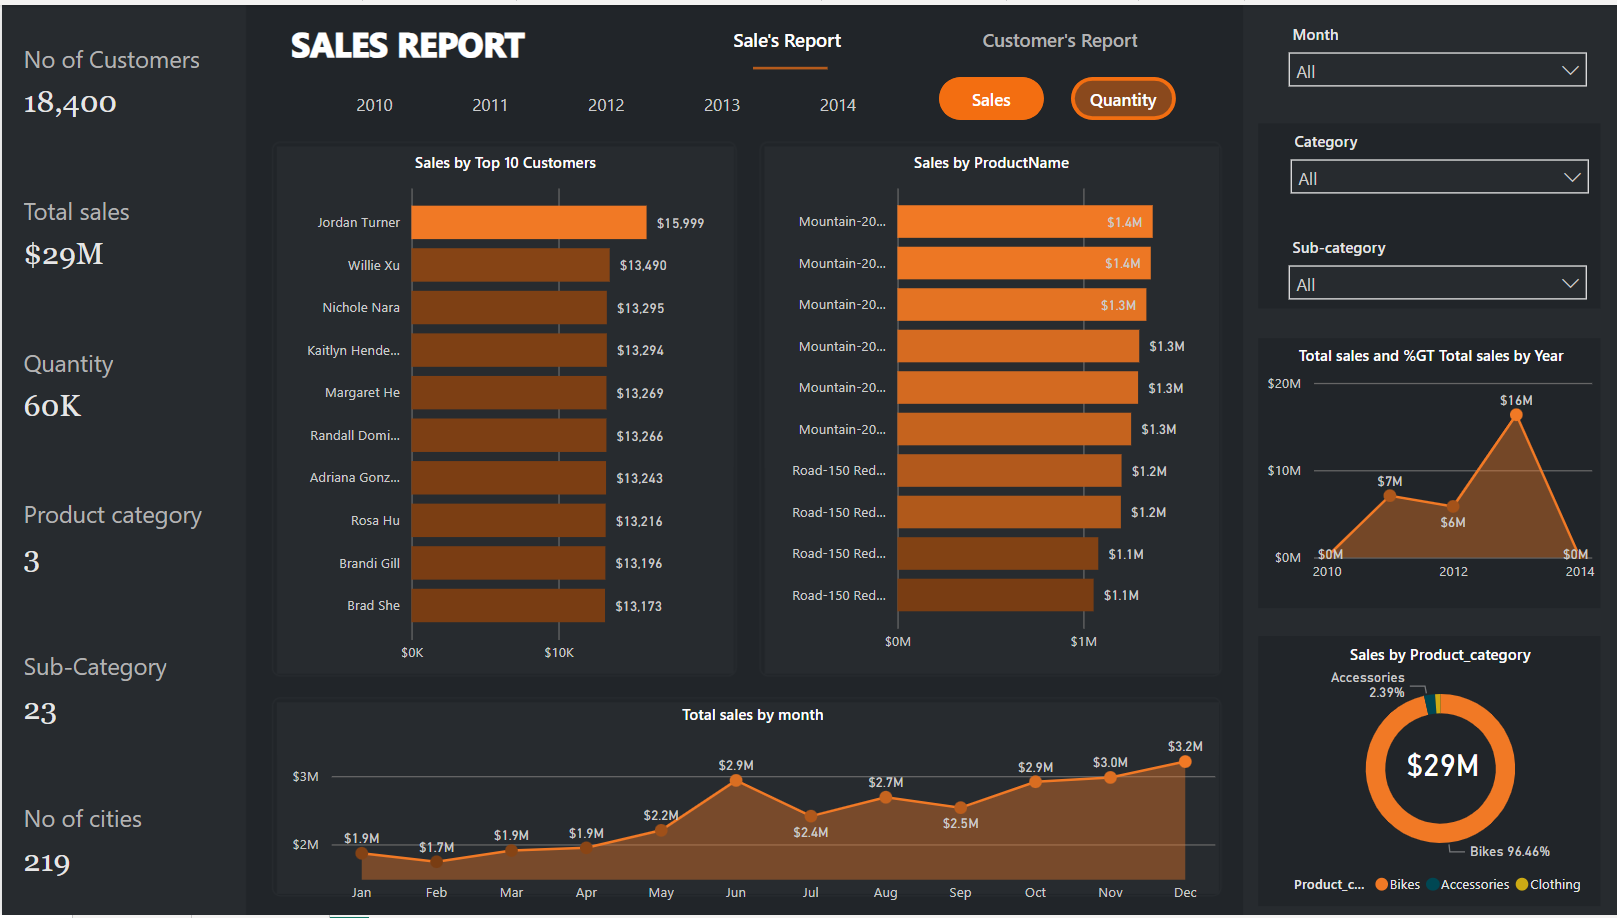 No of Customers
18,400
Total sales
$29M
Quantity
60K
Product category
3
Sub-Category
23
No of cities
219
SALES REPORT
Sale's Report
Customer's Report
2010 2011 2012 2013 2014
Sales
Quantity
Sales by Top 10 Customers
Jordan Turner $15,999
Willie Xu $13,490
Nichole Nara $13,295
Kaitlyn Hende... $13,294
Margaret He $13,269
Randall Domi... $13,266
Adriana Gonz... $13,243
Rosa Hu $13,216
Brandi Gill $13,196
Brad She $13,173
$0K $10K
Sales by ProductName
Mountain-20... $1.4M
Mountain-20... $1.4M
Mountain-20... $1.3M
Mountain-20... $1.3M
Mountain-20... $1.3M
Mountain-20... $1.3M
Road-150 Red... $1.2M
Road-150 Red... $1.2M
Road-150 Red... $1.1M
Road-150 Red... $1.1M
$0M $1M
Total sales by month
$3M
$2M
$1.9M $1.7M $1.9M $1.9M $2.2M $2.9M $2.4M $2.7M $2.5M $2.9M $3.0M $3.2M
Jan Feb Mar Apr May Jun Jul Aug Sep Oct Nov Dec
Month
All
Category
All
Sub-category
All
Total sales and %GT Total sales by Year
$20M
$10M
$0M
$0M $7M $6M $16M $0M
2010 2012 2014
Sales by Product_category
Accessories
2.39%
$29M
Bikes 96.46%
Product_c... Bikes Accessories Clothing